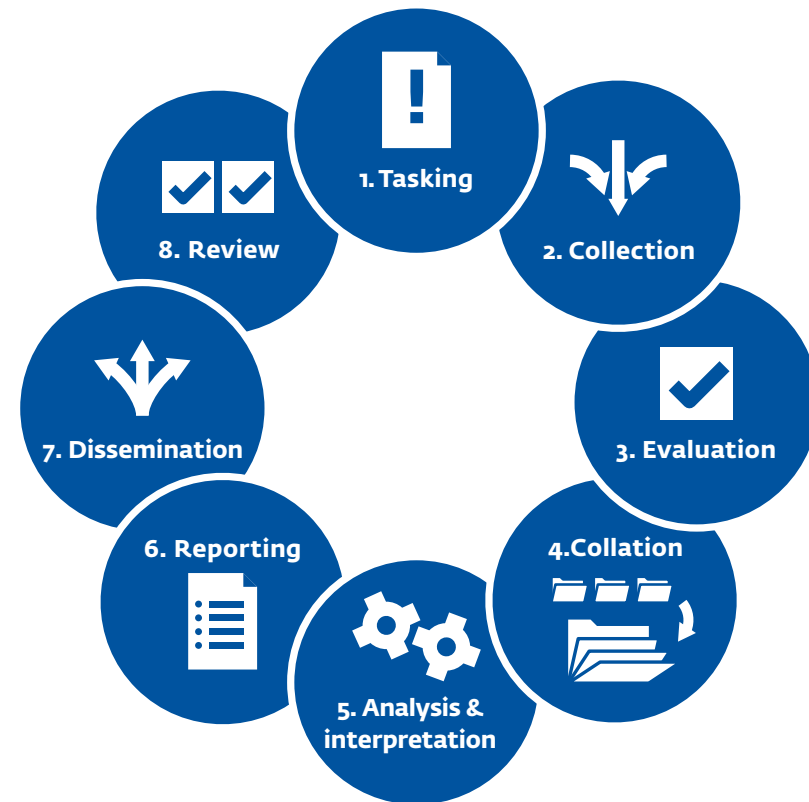 1. Tasking
2. Collection
3. Evaluation
4.Collation
5. Analysis &
interpretation
6. Reporting
7. Dissemination
8. Review